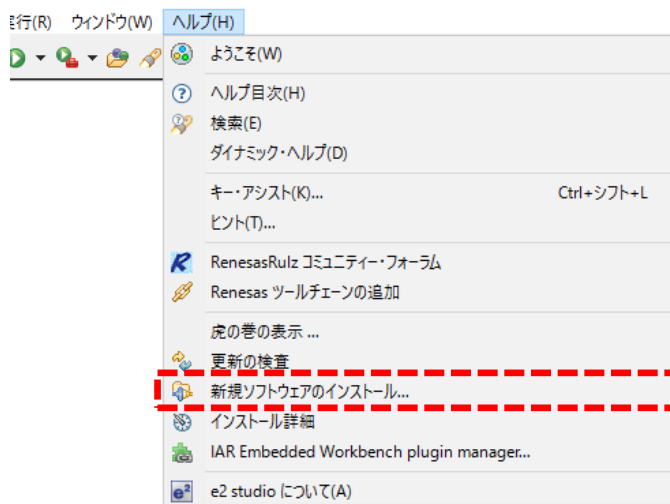 実行(R) ウィンドウ(W) ヘルプ(H)
ようこそ(W)
ヘルプ目次(H)
検索(E)
ダイナミック・ヘルプ(D)
キー・アシスト(K)... Ctrl+シフト+L
ヒント(T)...
RenesasRulz コミュニティー・フォーラム
Renesas ツールチェーンの追加
虎の巻の表示 ...
更新の検査
新規ソフトウェアのインストール...
インストール詳細
IAR Embedded Workbench plugin manager...
e2 studio について(A)